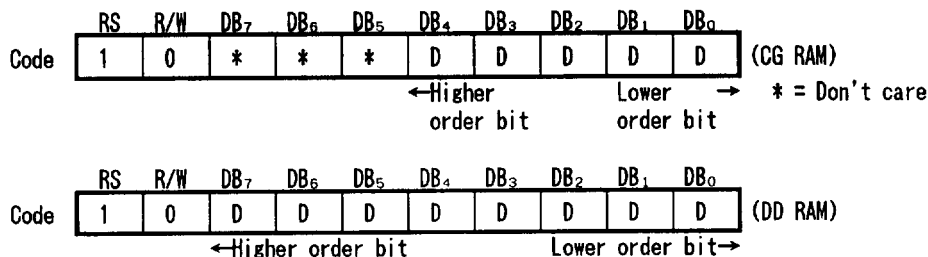 RS R/W DB₇ DB₆ DB₅ DB₄ DB₃ DB₂ DB₁ DB₀
Code 1 0 * * * D D D D D (CG RAM)
←Higher order bit Lower order bit→ * = Don't care
RS R/W DB₇ DB₆ DB₅ DB₄ DB₃ DB₂ DB₁ DB₀
Code 1 0 D D D D D D D D (DD RAM)
←Higher order bit Lower order bit→